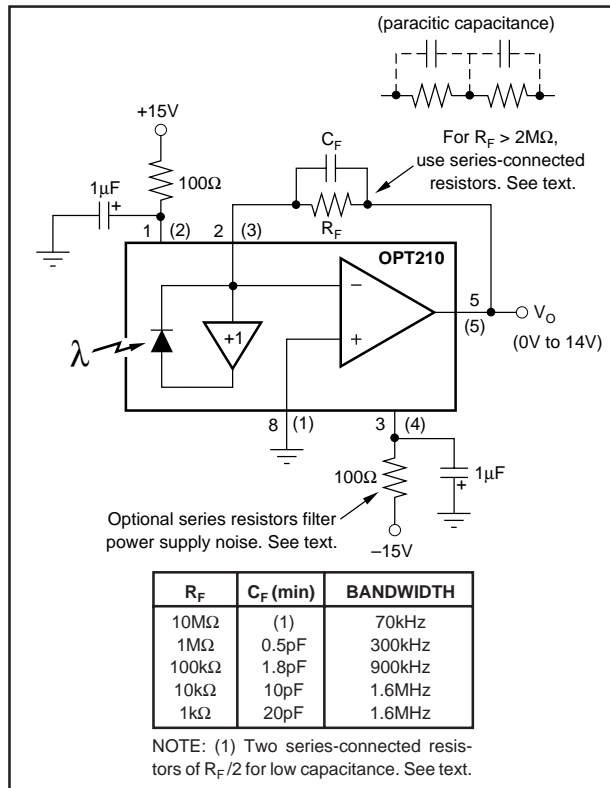 (paracitic capacitance)
+15V
C_F
For R_F > 2MΩ,
use series-connected
resistors. See text.
100Ω
1µF
+
R_F
1 (2) 2 (3)
OPT210
–
5
V_O
+1
(5)
(0V to 14V)
λ
+
8 (1) 3 (4)
100Ω
1µF
+
Optional series resistors filter
power supply noise. See text.
–15V
R_F C_F (min) BANDWIDTH
10MΩ (1) 70kHz
1MΩ 0.5pF 300kHz
100kΩ 1.8pF 900kHz
10kΩ 10pF 1.6MHz
1kΩ 20pF 1.6MHz
NOTE: (1) Two series-connected resis-
tors of R_F/2 for low capacitance. See text.